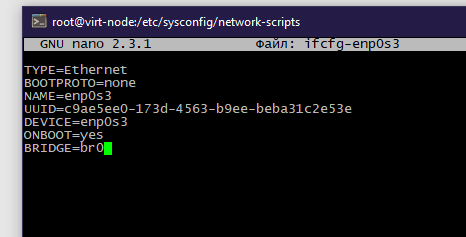 root@virt-node:/etc/sysconfig/network-scripts
GNU nano 2.3.1 Файл: ifcfg-enp0s3
TYPE=Ethernet
BOOTPROTO=none
NAME=enp0s3
UUID=c9ae5ee0-173d-4563-b9ee-beba31c2e53e
DEVICE=enp0s3
ONBOOT=yes
BRIDGE=br0